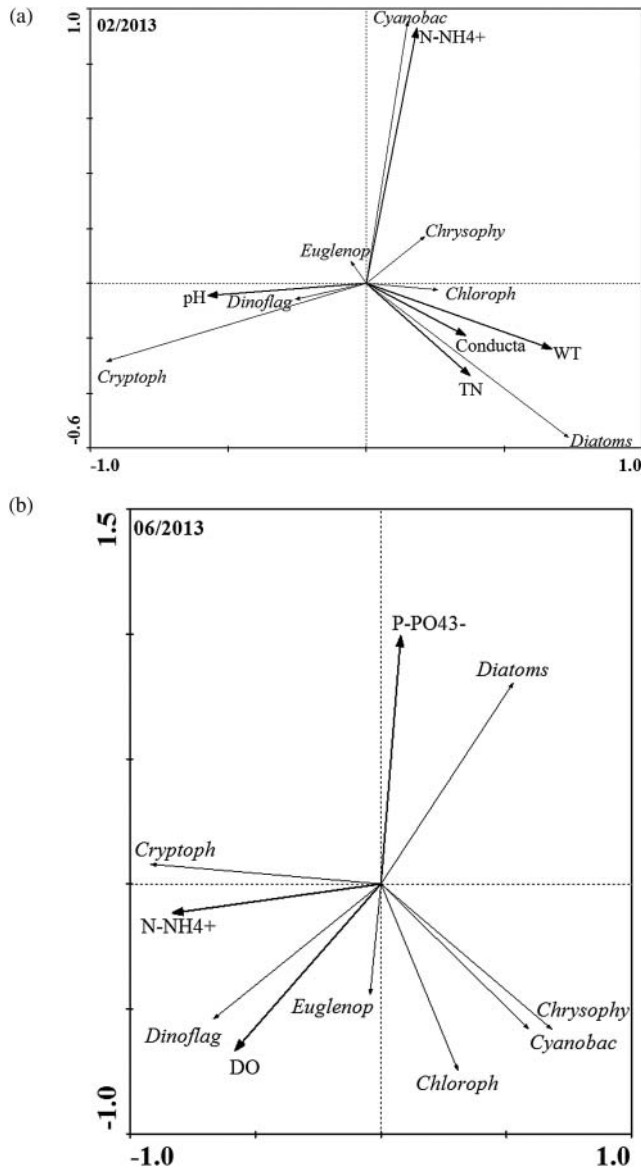 (a)
1.0
02/2013
Cyanobac
N-NH4+
Chrysophy
Euglenop
pH
Dinoflag
Chloroph
Conducta
WT
Cryptoph
TN
Diatoms
-0.6
-1.0
1.0
(b)
1.5
06/2013
P-PO43-
Diatoms
Cryptoph
N-NH4+
Euglenop
Chrysophy
Dinoflag
Cyanobac
DO
Chloroph
-1.0
-1.0
1.0